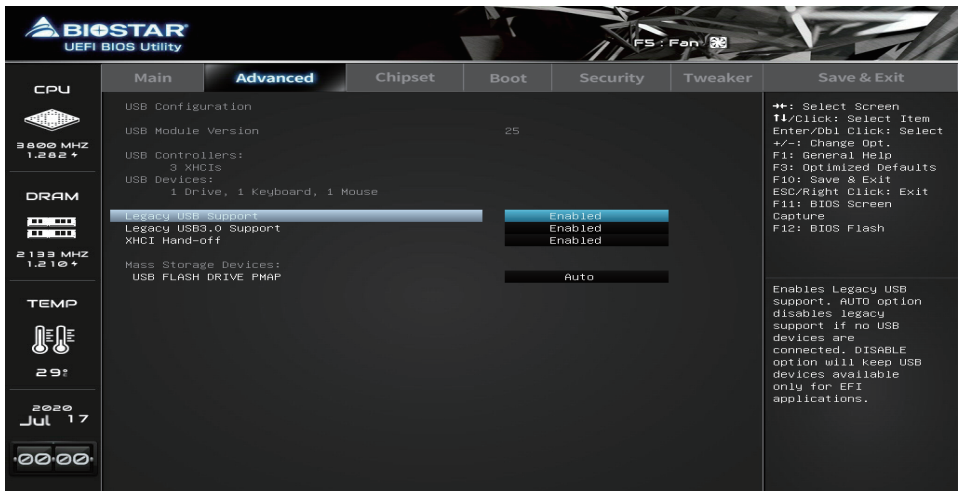 BIOSTAR
UEFI BIOS Utility
F5 : Fan
Main Advanced Chipset Boot Security Tweaker Save & Exit
CPU
3800 MHZ
1.282
DRAM
2133 MHZ
1.210
TEMP
29
2020
Jul 17
00:00
USB Configuration
USB Module Version 25
USB Controllers:
3 XHCIs
USB Devices:
1 Drive, 1 Keyboard, 1 Mouse
Legacy USB Support Enabled
Legacy USB3.0 Support Enabled
XHCI Hand-off Enabled
Mass Storage Devices:
USB FLASH DRIVE PMAP Auto
→←: Select Screen
↑↓/Click: Select Item
Enter/Dbl Click: Select
+/-: Change Opt.
F1: General Help
F3: Optimized Defaults
F10: Save & Exit
ESC/Right Click: Exit
F11: BIOS Screen
Capture
F12: BIOS Flash
Enables Legacy USB
support. AUTO option
disables legacy
support if no USB
devices are
connected. DISABLE
option will keep USB
devices available
only for EFI
applications.